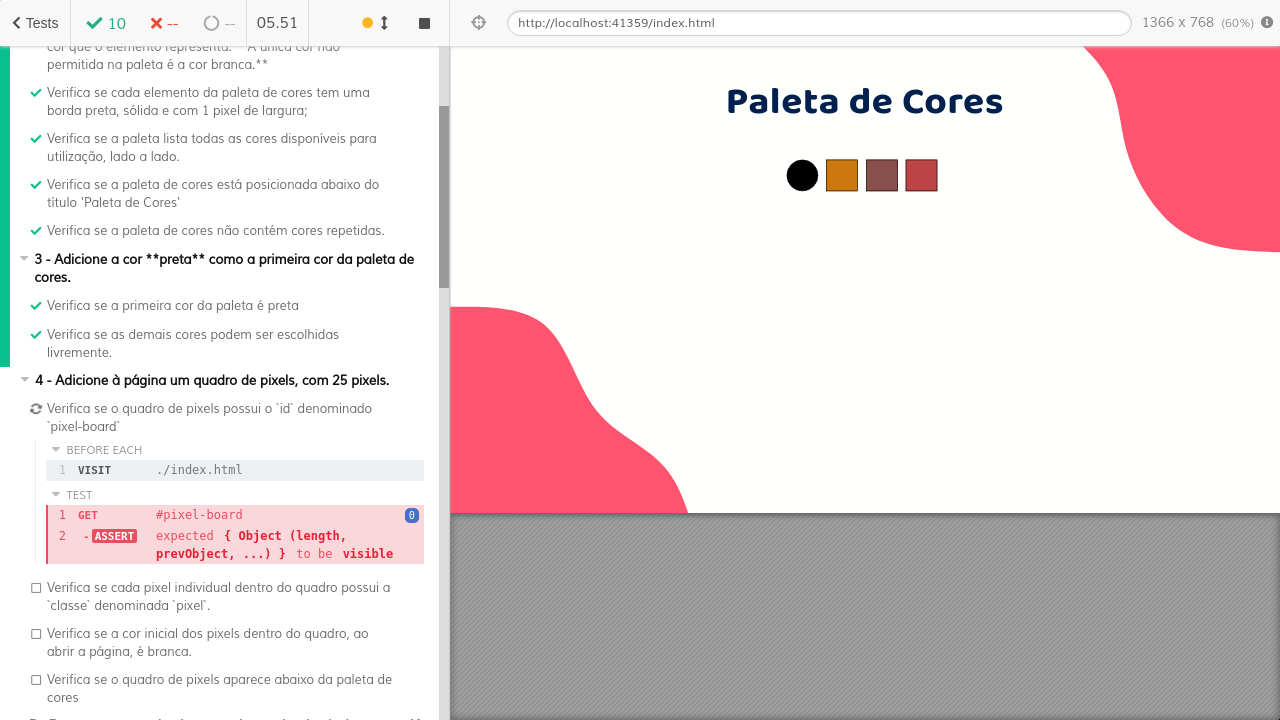 Tests
10
--
--
05.51
http://localhost:41359/index.html
1366 x 768 (60%)
cor que o elemento representa. **A única cor não
permitida na paleta é a cor branca.**
Verifica se cada elemento da paleta de cores tem uma
borda preta, sólida e com 1 pixel de largura;
Verifica se a paleta lista todas as cores disponíveis para
utilização, lado a lado.
Verifica se a paleta de cores está posicionada abaixo do
título 'Paleta de Cores'
Verifica se a paleta de cores não contém cores repetidas.
3 - Adicione a cor **preta** como a primeira cor da paleta de
cores.
Verifica se a primeira cor da paleta é preta
Verifica se as demais cores podem ser escolhidas
livremente.
4 - Adicione à página um quadro de pixels, com 25 pixels.
Verifica se o quadro de pixels possui o `id` denominado
`pixel-board`
BEFORE EACH
1 VISIT ./index.html
TEST
1 GET #pixel-board 0
2 -ASSERT expected { Object (length,
prevObject, ...) } to be visible
Verifica se cada pixel individual dentro do quadro possui a
`classe` denominada `pixel`.
Verifica se a cor inicial dos pixels dentro do quadro, ao
abrir a página, é branca.
Verifica se o quadro de pixels aparece abaixo da paleta de
cores
Paleta de Cores